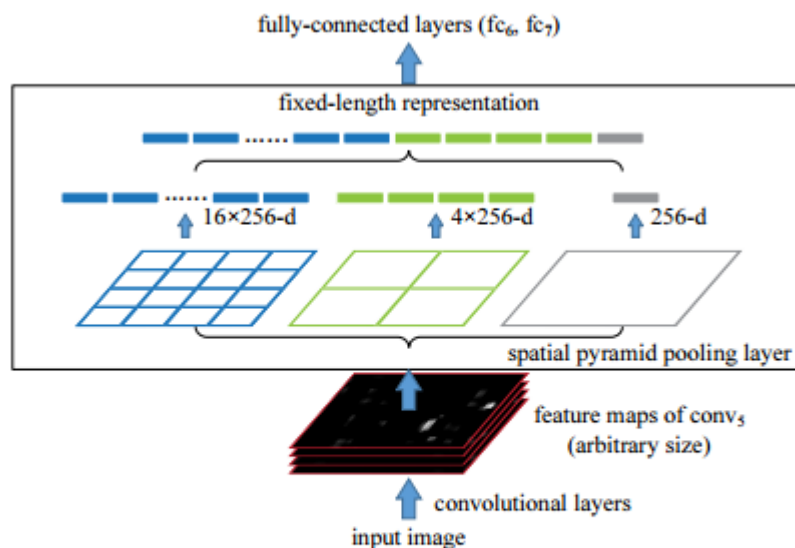 fully-connected layers (fc₆, fc₇)
fixed-length representation
......
......
16×256-d
4×256-d
256-d
spatial pyramid pooling layer
feature maps of conv₅
(arbitrary size)
convolutional layers
input image